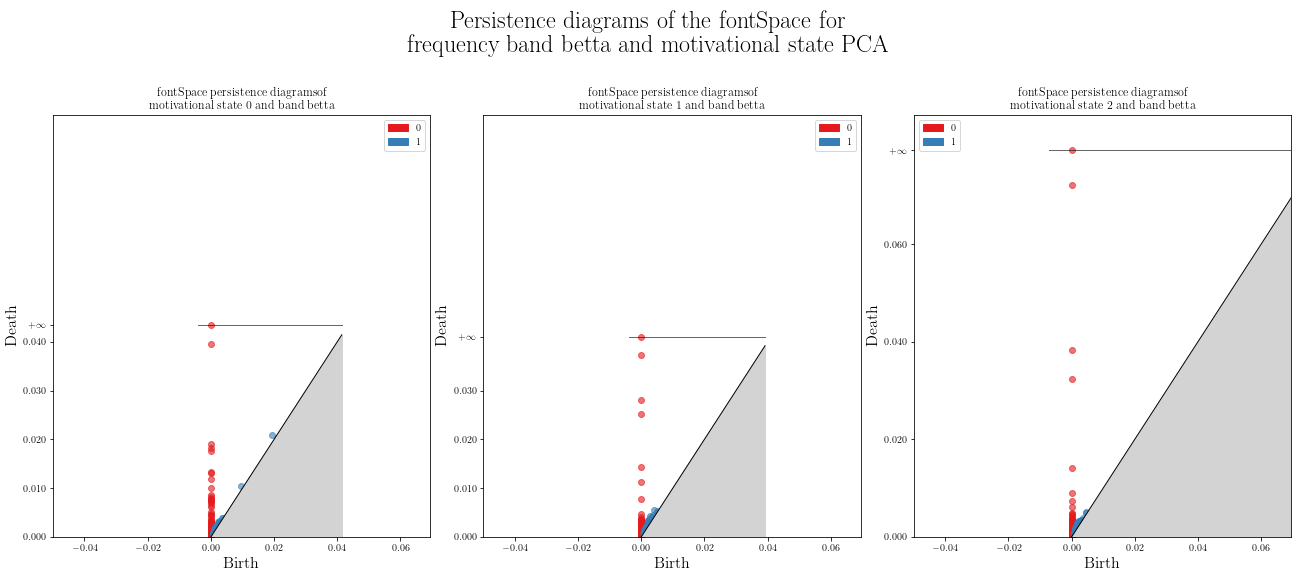 Persistence diagrams of the fontSpace for
frequency band betta and motivational state PCA
fontSpace persistence diagramsof
motivational state 0 and band betta
0
1
Death
+∞
0.040
0.030
0.020
0.010
0.000
−0.04 −0.02 0.00 0.02 0.04 0.06
Birth
fontSpace persistence diagramsof
motivational state 1 and band betta
0
1
Death
+∞
0.030
0.020
0.010
0.000
−0.04 −0.02 0.00 0.02 0.04 0.06
Birth
fontSpace persistence diagramsof
motivational state 2 and band betta
0
1
Death
+∞
0.060
0.040
0.020
0.000
−0.04 −0.02 0.00 0.02 0.04 0.06
Birth